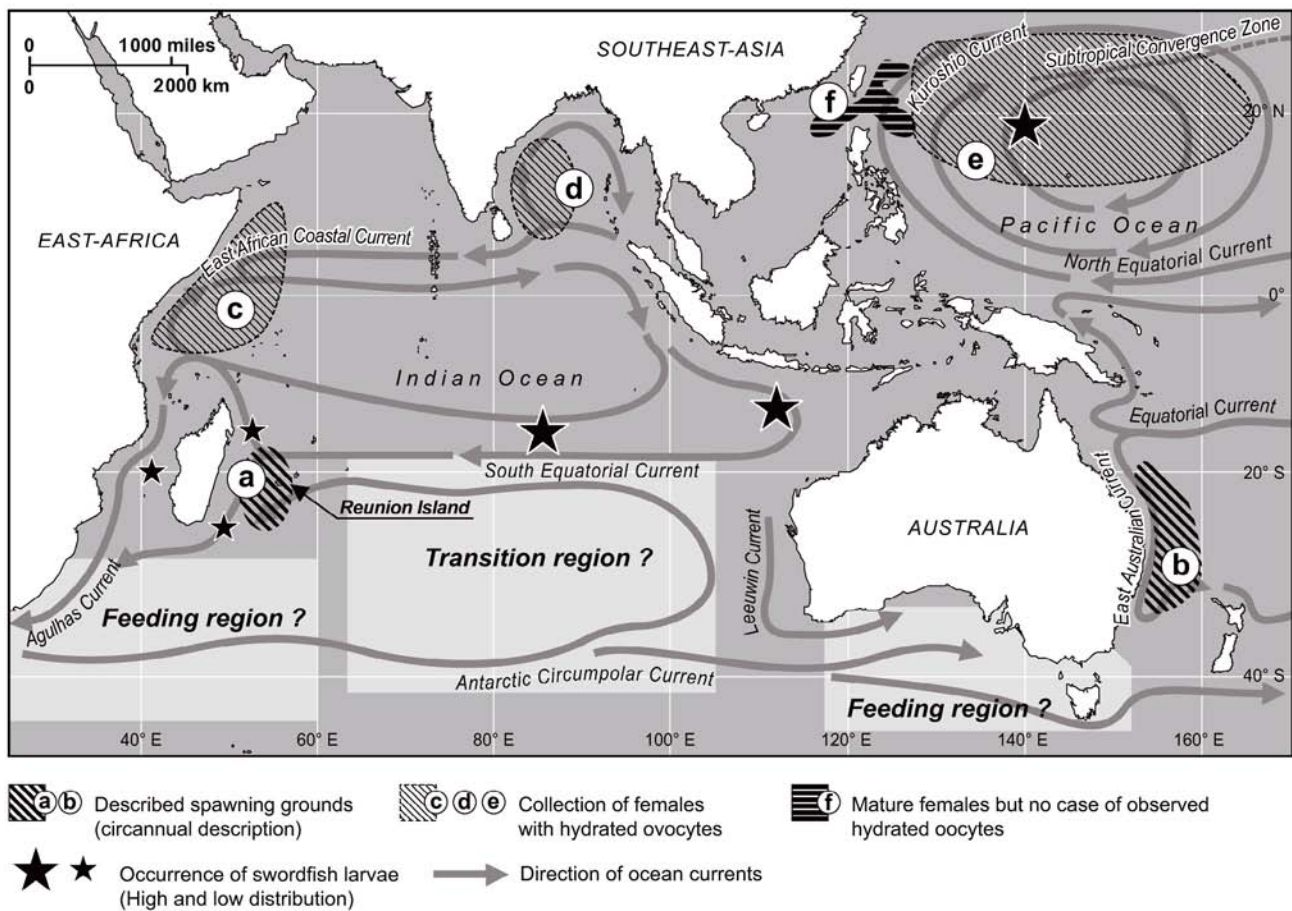 0 1000 miles
0 2000 km
SOUTHEAST-ASIA
Kuroshio Current
Subtropical Convergence Zone
f
20° N
e
d
EAST-AFRICA
East African Coastal Current
Pacific Ocean
North Equatorial Current
0°
c
Indian Ocean
Equatorial Current
South Equatorial Current
20° S
a
Reunion Island
AUSTRALIA
East Australian Current
Transition region ?
Leeuwin Current
b
Agulhas Current
Feeding region ?
Antarctic Circumpolar Current
40° S
Feeding region ?
40° E 60° E 80° E 100° E 120° E 140° E 160° E
a b Described spawning grounds
(circannual description)
c d e Collection of females
with hydrated ovocytes
f Mature females but no case of observed
hydrated oocytes
Occurrence of swordfish larvae
(High and low distribution)
Direction of ocean currents